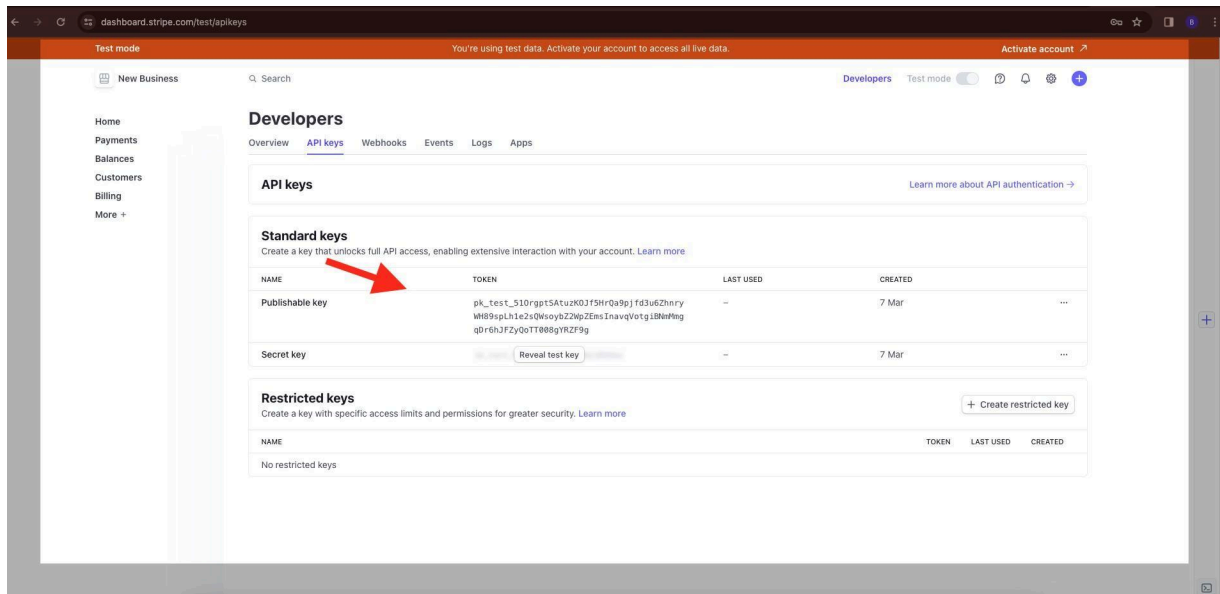 dashboard.stripe.com/test/apikeys
B
Test mode
You're using test data. Activate your account to access all live data.
Activate account
New Business
Search
Developers
Test mode
Home
Payments
Balances
Customers
Billing
More +
Developers
Overview API keys Webhooks Events Logs Apps
API keys
Learn more about API authentication →
Standard keys
Create a key that unlocks full API access, enabling extensive interaction with your account. Learn more
NAME TOKEN LAST USED CREATED
Publishable key pk_test_51OrgptSAtuzKOJf5HrQa9pjfd3u6Zhnry – 7 Mar ...
WH89spLh1e2sQWsoybZ2WpZEmsInavqVotgiBNmMmg
qDr6hJFZyQoTT008gYRZF9g
Secret key Reveal test key – 7 Mar ...
Restricted keys
Create a key with specific access limits and permissions for greater security. Learn more
+ Create restricted key
NAME TOKEN LAST USED CREATED
No restricted keys